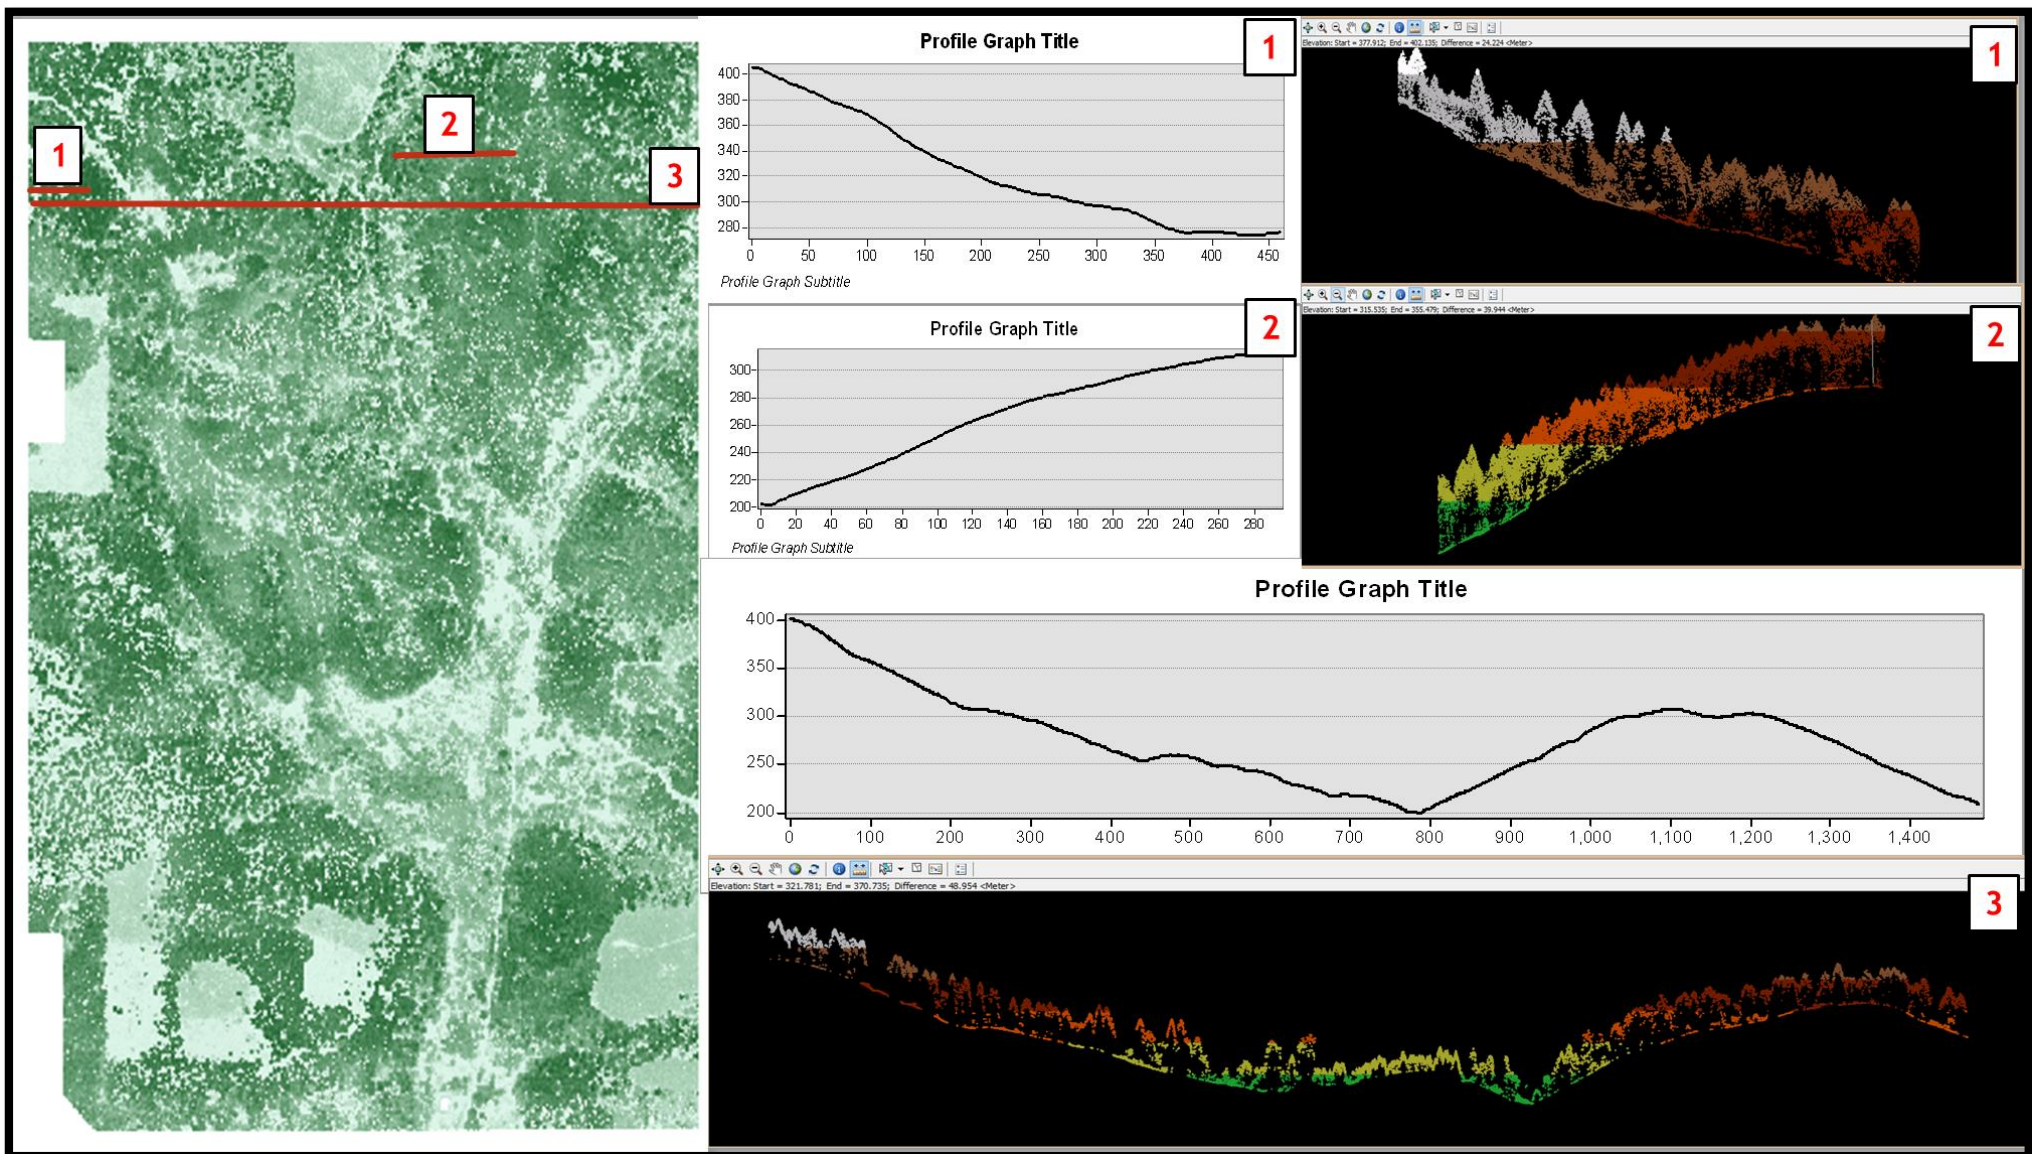 1
2
3
Profile Graph Title
1
400
380
360
340
320
300
280
0 50 100 150 200 250 300 350 400 450
Profile Graph Subtitle
Elevation: Start = 377.912; End = 402.135; Difference = 24.224 <Meter>
1
Profile Graph Title
2
300
280
260
240
220
200
0 20 40 60 80 100 120 140 160 180 200 220 240 260 280
Profile Graph Subtitle
Elevation: Start = 315.535; End = 355.479; Difference = 39.944 <Meter>
2
Profile Graph Title
400
350
300
250
200
0 100 200 300 400 500 600 700 800 900 1,000 1,100 1,200 1,300 1,400
Elevation: Start = 321.781; End = 370.735; Difference = 48.954 <Meter>
3